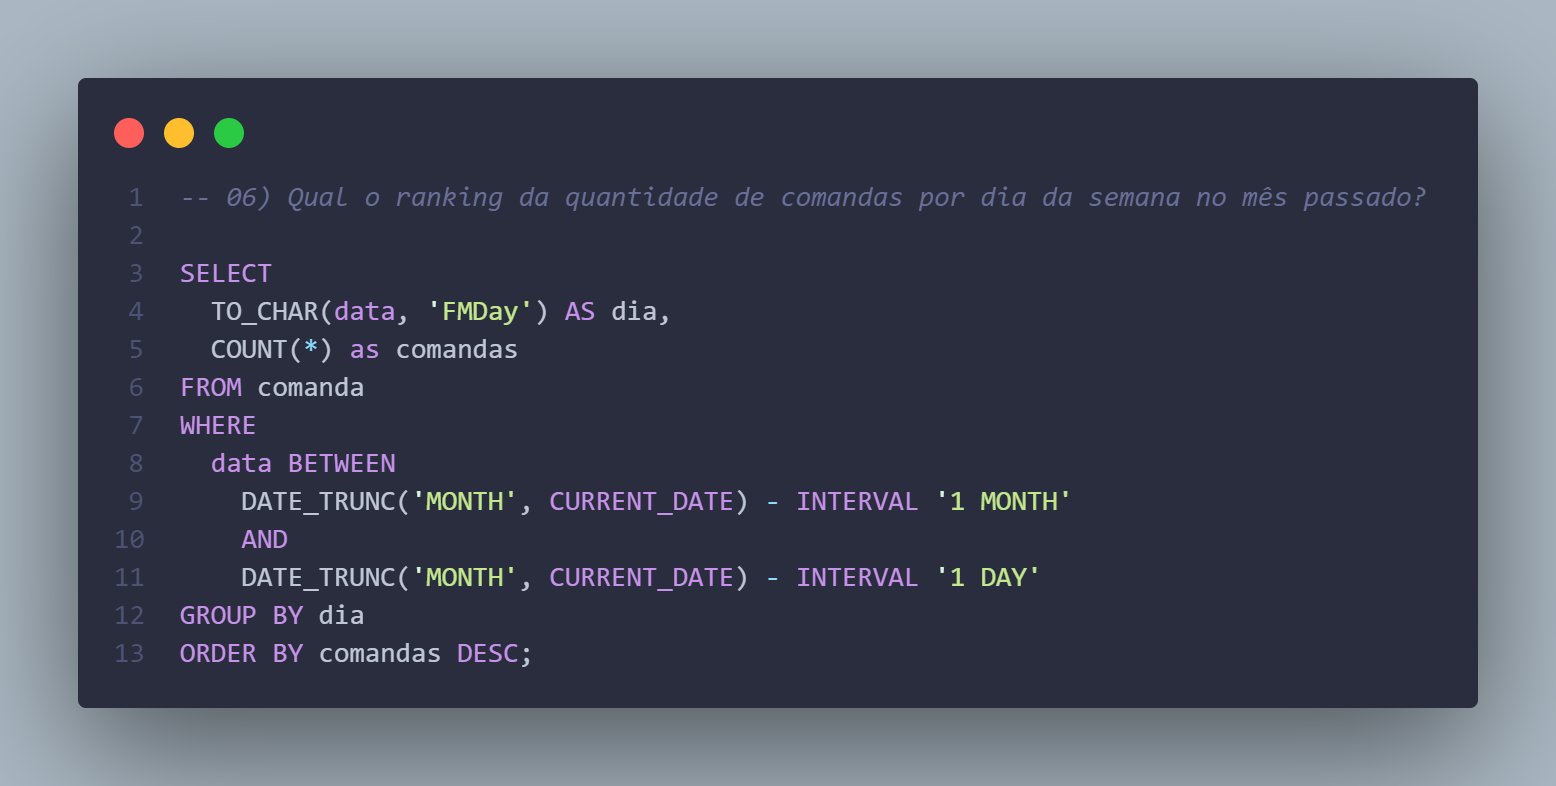 1 -- 06) Qual o ranking da quantidade de comandas por dia da semana no mês passado?
2
3 SELECT
4   TO_CHAR(data, 'FMDay') AS dia,
5   COUNT(*) as comandas
6 FROM comanda
7 WHERE
8   data BETWEEN
9     DATE_TRUNC('MONTH', CURRENT_DATE) - INTERVAL '1 MONTH'
10     AND
11     DATE_TRUNC('MONTH', CURRENT_DATE) - INTERVAL '1 DAY'
12 GROUP BY dia
13 ORDER BY comandas DESC;